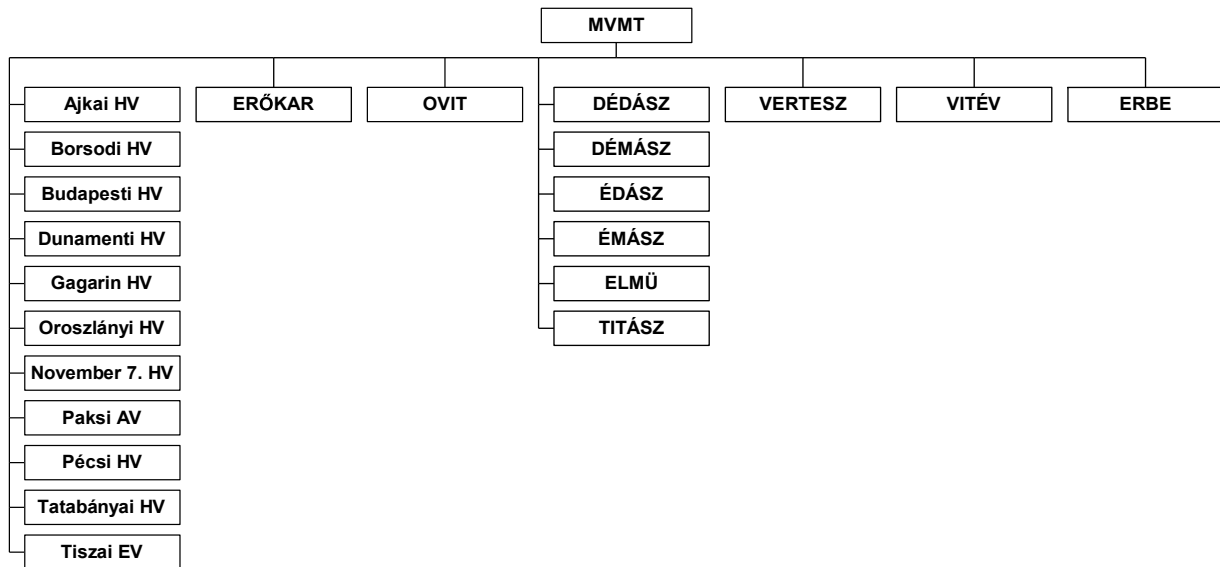 MVMT
Ajkai HV
ERŐKAR
OVIT
DÉDÁSZ
VERTESZ
VITÉV
ERBE
Borsodi HV
DÉMÁSZ
Budapesti HV
ÉDÁSZ
Dunamenti HV
ÉMÁSZ
Gagarin HV
ELMÜ
Oroszlányi HV
TITÁSZ
November 7. HV
Paksi AV
Pécsi HV
Tatabányai HV
Tiszai EV